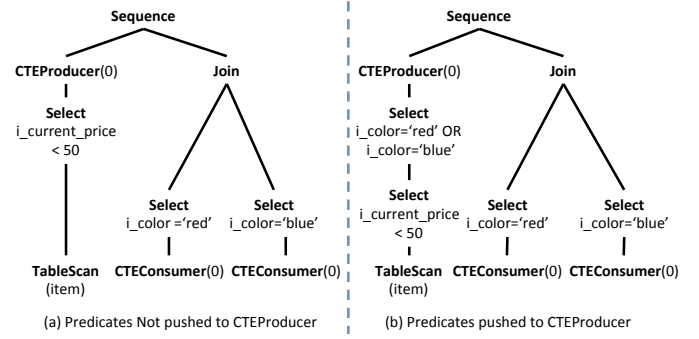 Sequence
CTEProducer(0)
Join
Select
i_current_price
< 50
Select
i_color ='red'
Select
i_color='blue'
TableScan
(item)
CTEConsumer(0)
CTEConsumer(0)
(a) Predicates Not pushed to CTEProducer
Sequence
CTEProducer(0)
Join
Select
i_color='red' OR
i_color='blue'
Select
i_current_price
< 50
Select
i_color='red'
Select
i_color='blue'
TableScan
(item)
CTEConsumer(0)
CTEConsumer(0)
(b) Predicates pushed to CTEProducer